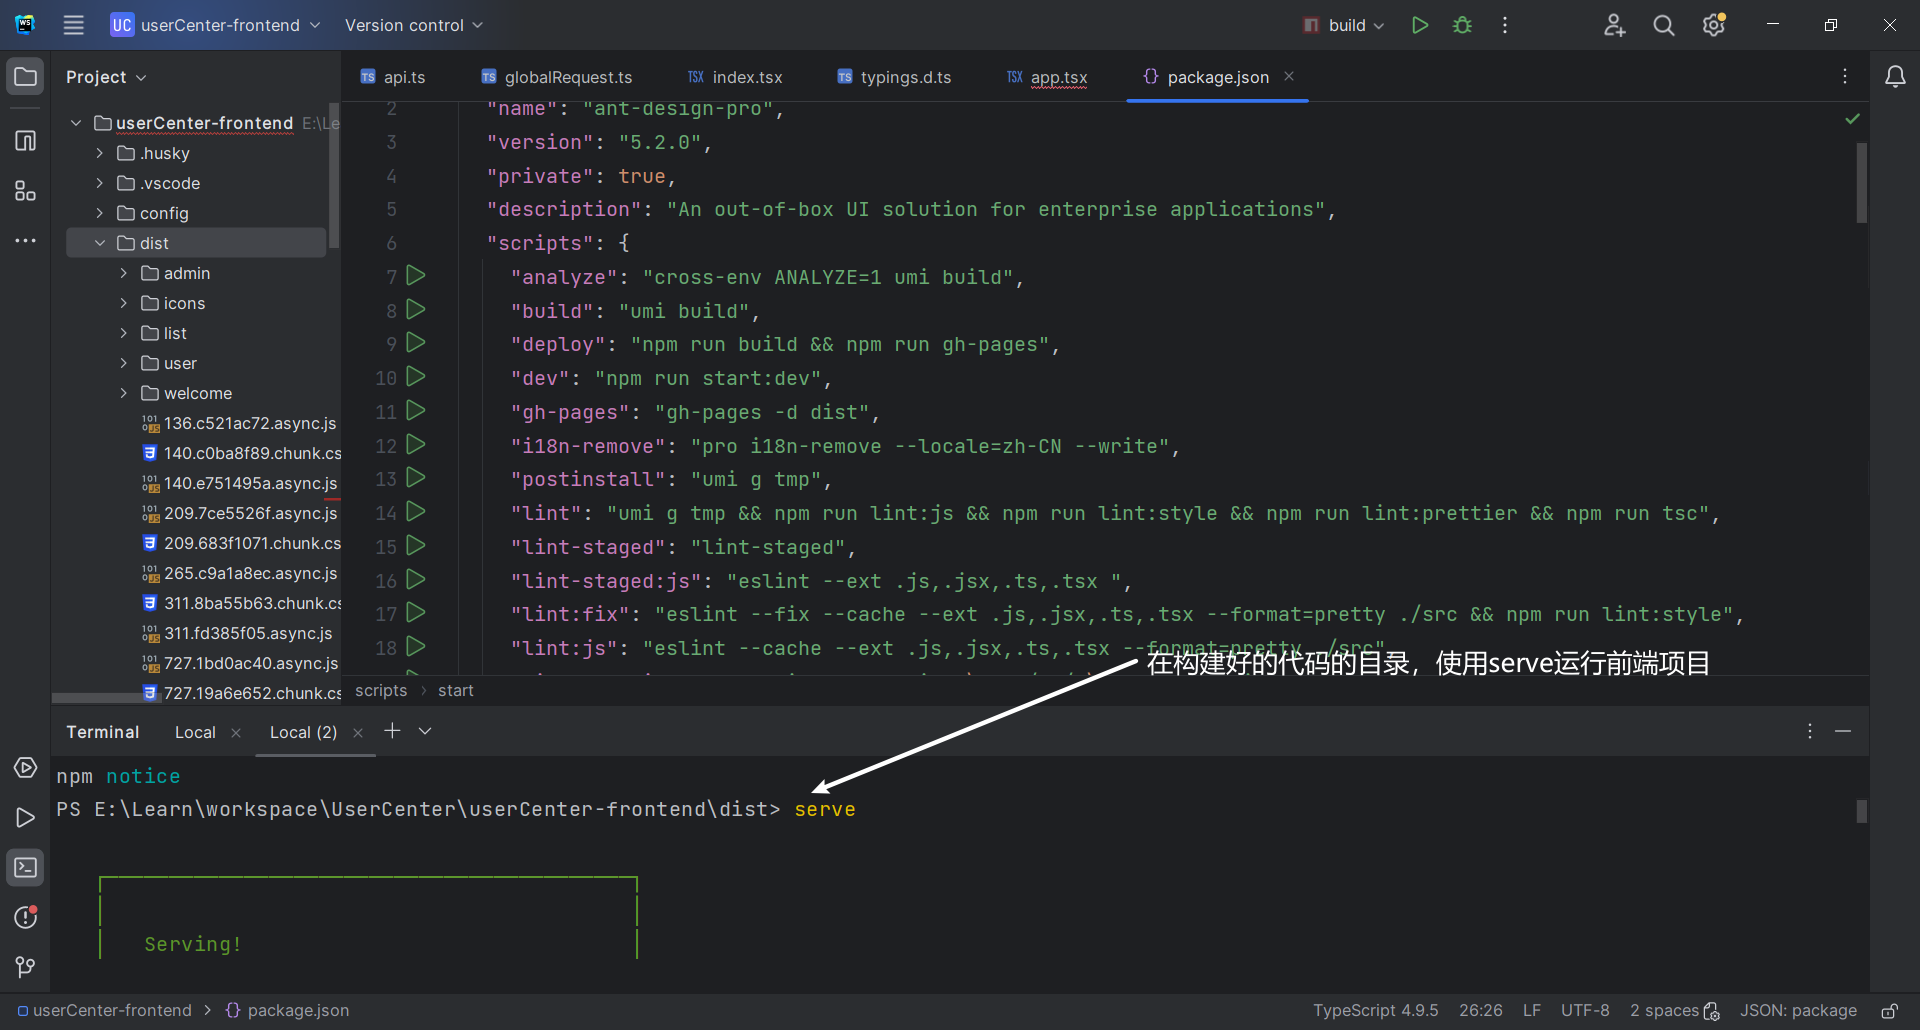 WS
UC userCenter-frontend Version control build
Project
api.ts globalRequest.ts index.tsx typings.d.ts app.tsx package.json
userCenter-frontend E:\Le
.husky
.vscode
config
dist
admin
icons
list
user
welcome
136.c521ac72.async.js
140.c0ba8f89.chunk.cs
140.e751495a.async.js
209.7ce5526f.async.js
209.683f1071.chunk.cs
265.c9a1a8ec.async.js
311.8ba55b63.chunk.cs
311.fd385f05.async.js
727.1bd0ac40.async.js
727.19a6e652.chunk.cs
2 "name": "ant-design-pro",
3 "version": "5.2.0",
4 "private": true,
5 "description": "An out-of-box UI solution for enterprise applications",
6 "scripts": {
7 "analyze": "cross-env ANALYZE=1 umi build",
8 "build": "umi build",
9 "deploy": "npm run build && npm run gh-pages",
10 "dev": "npm run start:dev",
11 "gh-pages": "gh-pages -d dist",
12 "i18n-remove": "pro i18n-remove --locale=zh-CN --write",
13 "postinstall": "umi g tmp",
14 "lint": "umi g tmp && npm run lint:js && npm run lint:style && npm run lint:prettier && npm run tsc",
15 "lint-staged": "lint-staged",
16 "lint-staged:js": "eslint --ext .js,.jsx,.ts,.tsx ",
17 "lint:fix": "eslint --fix --cache --ext .js,.jsx,.ts,.tsx --format=pretty ./src && npm run lint:style",
18 "lint:js": "eslint --cache --ext .js,.jsx,.ts,.tsx --format=pretty ./src",
在构建好的代码的目录，使用serve运行前端项目
scripts › start
Terminal Local Local (2)
npm notice
PS E:\Learn\workspace\UserCenter\userCenter-frontend\dist> serve
Serving!
userCenter-frontend > {} package.json TypeScript 4.9.5 26:26 LF UTF-8 2 spaces JSON: package